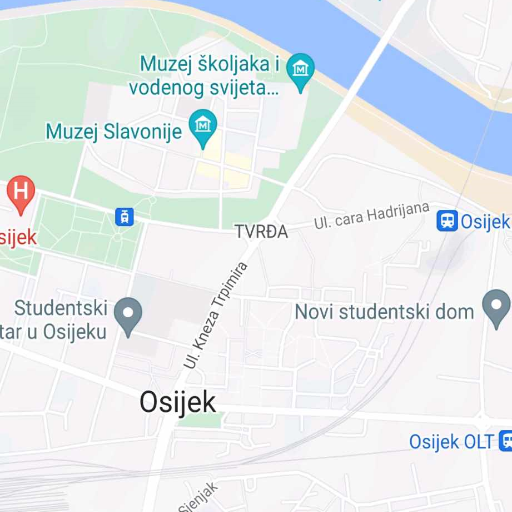 Muzej školjaka i
vodenog svijeta…
Muzej Slavonije
H
sijek
TVRĐA
Ul. cara Hadrijana
Osijek
Ul. Kneza Trpimira
Studentski
tar u Osijeku
Novi studentski dom
Osijek
Osijek OLT
Sjenjak